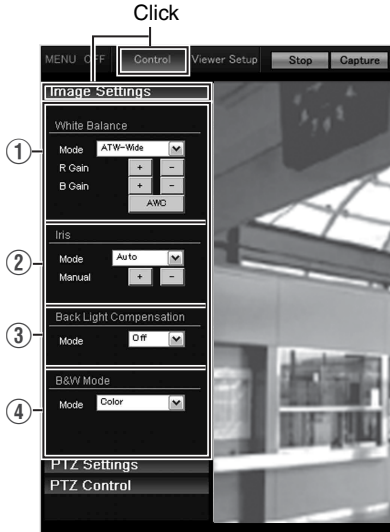 Click
MENU OFF Control Viewer Setup Stop Capture
Image Settings
① White Balance
Mode ATW-Wide
R Gain + -
B Gain + -
AWC
② Iris
Mode Auto
Manual + -
③ Back Light Compensation
Mode Off
④ B&W Mode
Mode Color
PTZ Settings
PTZ Control